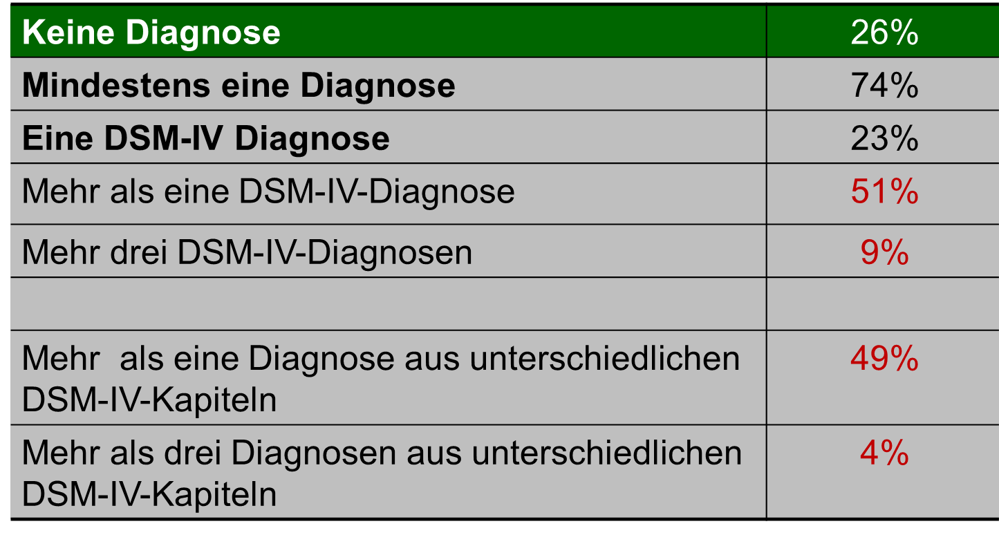 Keine Diagnose 26%
Mindestens eine Diagnose 74%
Eine DSM-IV Diagnose 23%
Mehr als eine DSM-IV-Diagnose 51%
Mehr drei DSM-IV-Diagnosen 9%
Mehr  als eine Diagnose aus unterschiedlichen 49%
DSM-IV-Kapiteln
Mehr als drei Diagnosen aus unterschiedlichen 4%
DSM-IV-Kapiteln